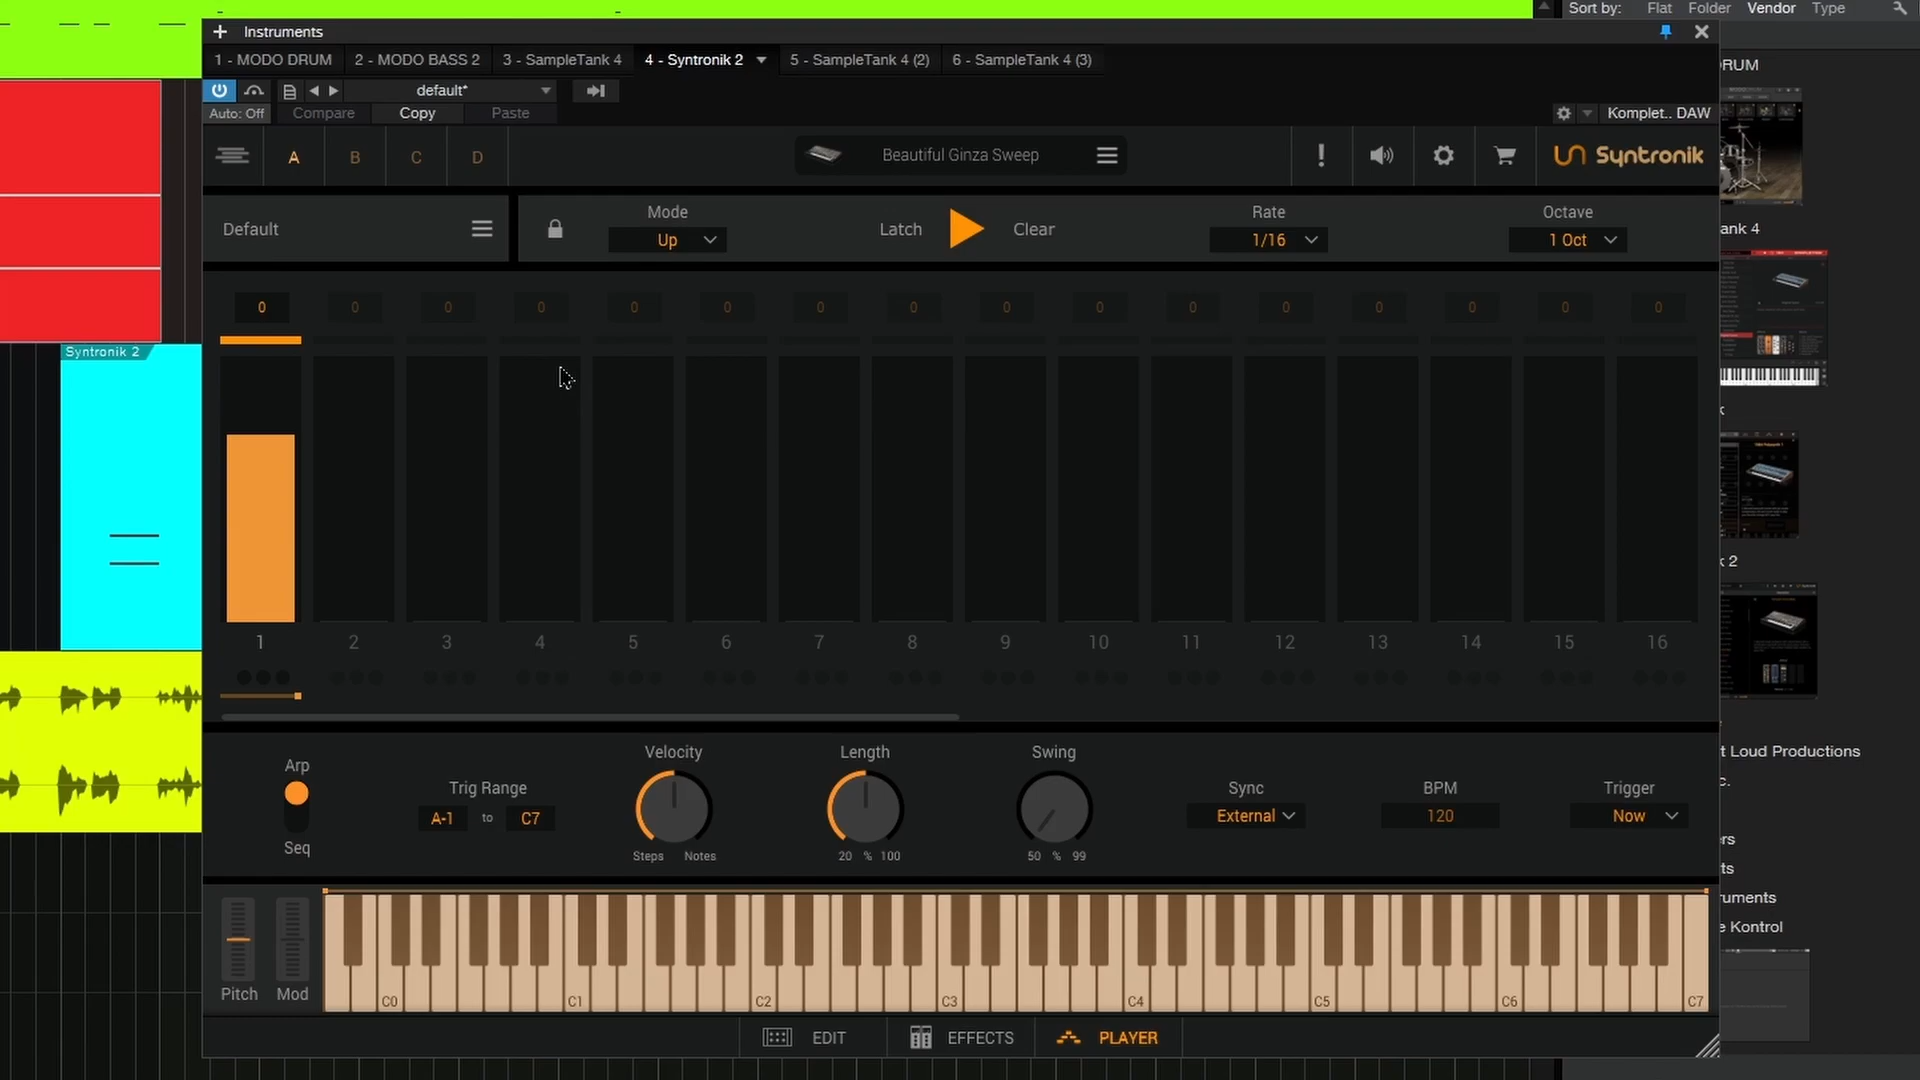 Sort by: Flat Folder Vendor Type
Instruments
1 - MODO DRUM 2 - MODO BASS 2 3 - SampleTank 4 4 - Syntronik 2 5 - SampleTank 4 (2) 6 - SampleTank 4 (3)
RUM
default*
Auto: Off Compare Copy Paste Komplet.. DAW
A B C D Beautiful Ginza Sweep ! Syntronik
Default Mode Up Latch Clear Rate 1/16 Octave 1 Oct
ank 4
0 0 0 0 0 0 0 0 0 0 0 0 0 0 0 0
Syntronik 2
k
k 2
1 2 3 4 5 6 7 8 9 10 11 12 13 14 15 16
Arp
Seq
Trig Range
A-1 to C7
Velocity
Steps Notes
Length
20 % 100
Swing
50 % 99
Sync
External
BPM
120
Trigger
Now
t Loud Productions
c.
ers
ts
ruments
e Kontrol
Pitch Mod
C0 C1 C2 C3 C4 C5 C6 C7
EDIT EFFECTS PLAYER